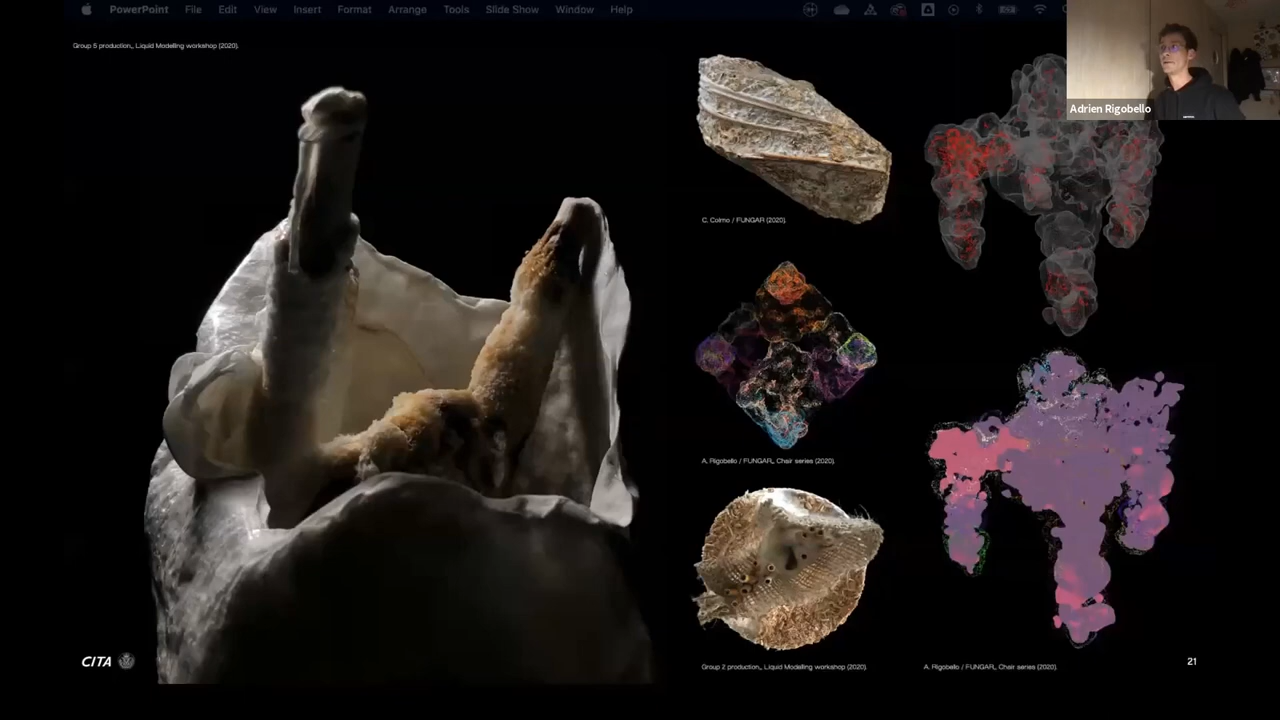 PowerPoint File Edit View Insert Format Arrange Tools Slide Show Window Help
Group 5 production,, Liquid Modelling workshop (2020).
Adrien Rigobello
C. Colmo / FUNGAR (2020).
A. Rigobello / FUNGAR,, Chair series (2020).
Group 2 production,, Liquid Modelling workshop (2020).
A. Rigobello / FUNGAR,, Chair series (2020).
CITA
21